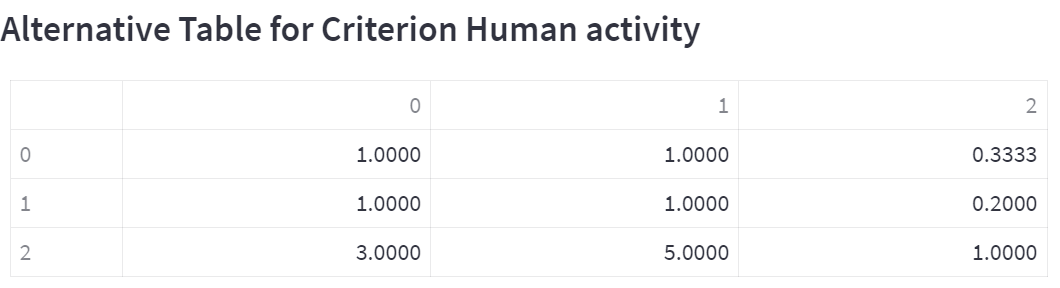 Alternative Table for Criterion Human activity
0 1 2
0 1.0000 1.0000 0.3333
1 1.0000 1.0000 0.2000
2 3.0000 5.0000 1.0000